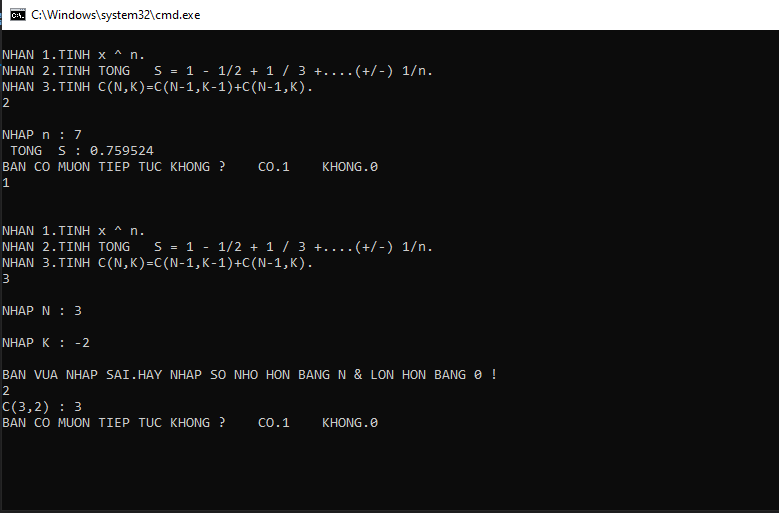 C:\Windows\system32\cmd.exe
NHAN 1.TINH x ^ n.
NHAN 2.TINH TONG   S = 1 - 1/2 + 1 / 3 +....(+/-) 1/n.
NHAN 3.TINH C(N,K)=C(N-1,K-1)+C(N-1,K).
2
NHAP n : 7
 TONG  S : 0.759524
BAN CO MUON TIEP TUC KHONG ?    CO.1    KHONG.0
1
NHAN 1.TINH x ^ n.
NHAN 2.TINH TONG   S = 1 - 1/2 + 1 / 3 +....(+/-) 1/n.
NHAN 3.TINH C(N,K)=C(N-1,K-1)+C(N-1,K).
3
NHAP N : 3
NHAP K : -2
BAN VUA NHAP SAI.HAY NHAP SO NHO HON BANG N & LON HON BANG 0 !
2
C(3,2) : 3
BAN CO MUON TIEP TUC KHONG ?    CO.1    KHONG.0